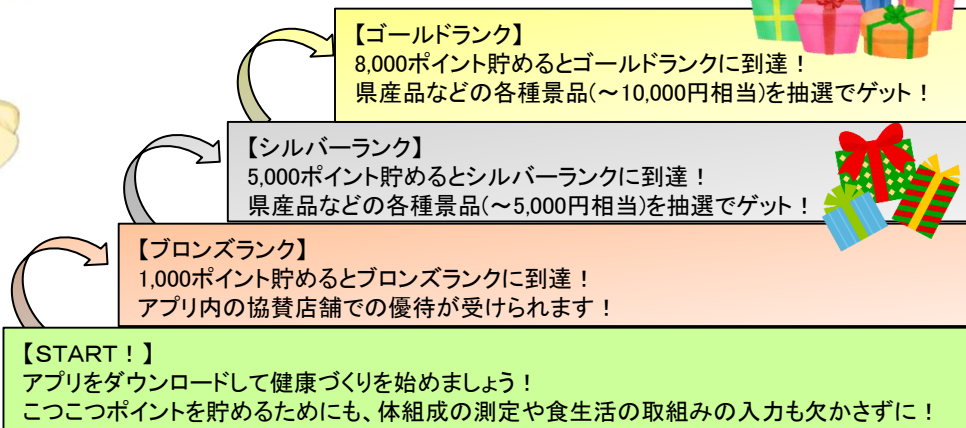 【ゴールドランク】
8,000ポイント貯めるとゴールドランクに到達！
県産品などの各種景品(～10,000円相当)を抽選でゲット！
【シルバーランク】
5,000ポイント貯めるとシルバーランクに到達！
県産品などの各種景品(～5,000円相当)を抽選でゲット！
【ブロンズランク】
1,000ポイント貯めるとブロンズランクに到達！
アプリ内の協賛店舗での優待が受けられます！
【ＳＴＡＲＴ！】
アプリをダウンロードして健康づくりを始めましょう！
こつこつポイントを貯めるためにも、体組成の測定や食生活の取組みの入力も欠かさずに！